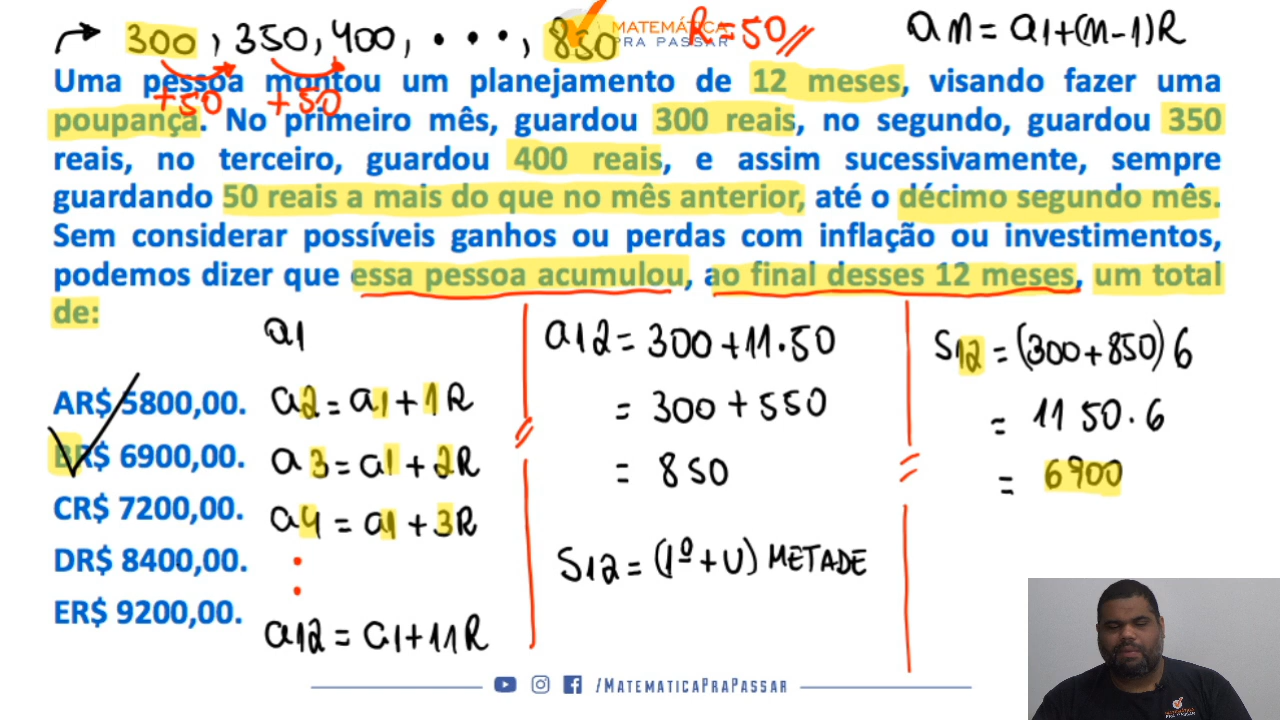 300, 350, 400, • • •, 850
MATEMÁTICA
PRA PASSAR
R=50
an = a1+(n-1)R
+50 +50
Uma pessoa montou um planejamento de 12 meses, visando fazer uma
poupança. No primeiro mês, guardou 300 reais, no segundo, guardou 350
reais, no terceiro, guardou 400 reais, e assim sucessivamente, sempre
guardando 50 reais a mais do que no mês anterior, até o décimo segundo mês.
Sem considerar possíveis ganhos ou perdas com inflação ou investimentos,
podemos dizer que essa pessoa acumulou, ao final desses 12 meses, um total
de:
AR$ 5800,00.
BR$ 6900,00.
CR$ 7200,00.
DR$ 8400,00.
ER$ 9200,00.
a1
a2 = a1+1R
a3 = a1+2R
a4 = a1+3R
a12 = a1+11R
a12 = 300+11.50
= 300+550
= 850
S12 = (1º+U) METADE
S12 = (300+850)6
= 1150.6
= 6900
/MatematicaPraPassar
MATEMÁTICA
PRA PASSAR